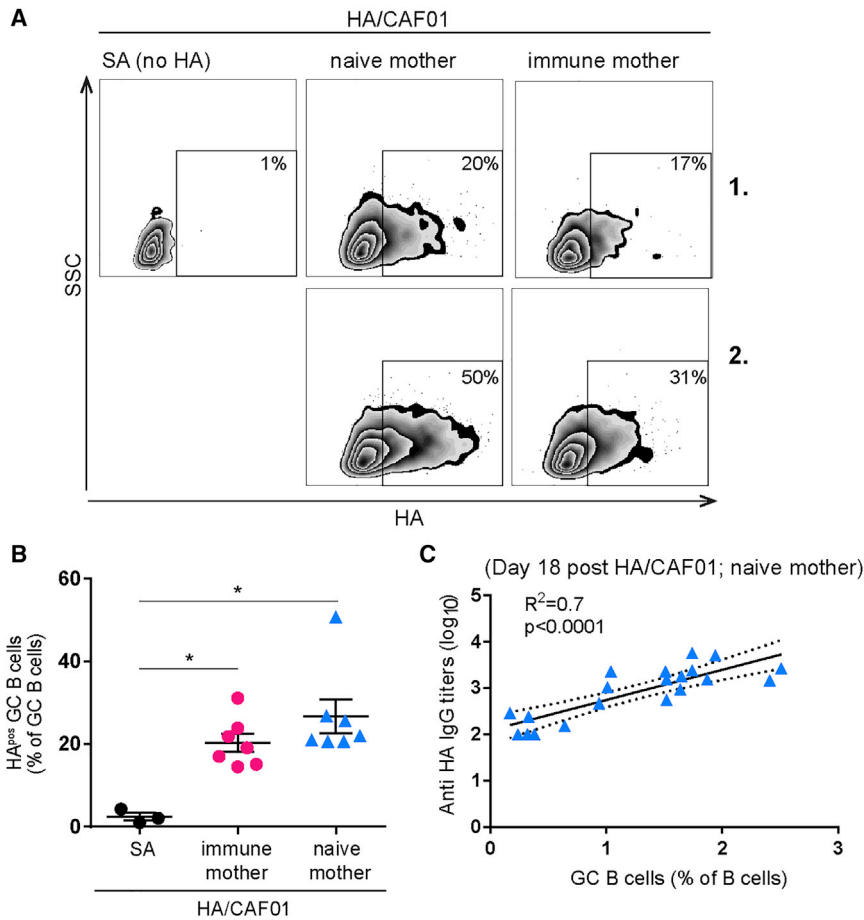 A
HA/CAF01
SA (no HA)
naive mother
immune mother
1%
20%
17%
1.
SSC
50%
31%
2.
HA
B
HAᵖᵒˢ GC B cells
(% of GC B cells)
60
40
20
0
*
*
SA
immune
mother
naive
mother
HA/CAF01
C
(Day 18 post HA/CAF01; naive mother)
R²=0.7
p<0.0001
Anti HA IgG titers (log₁₀)
5
4
3
2
1
0
0
1
2
3
GC B cells (% of B cells)